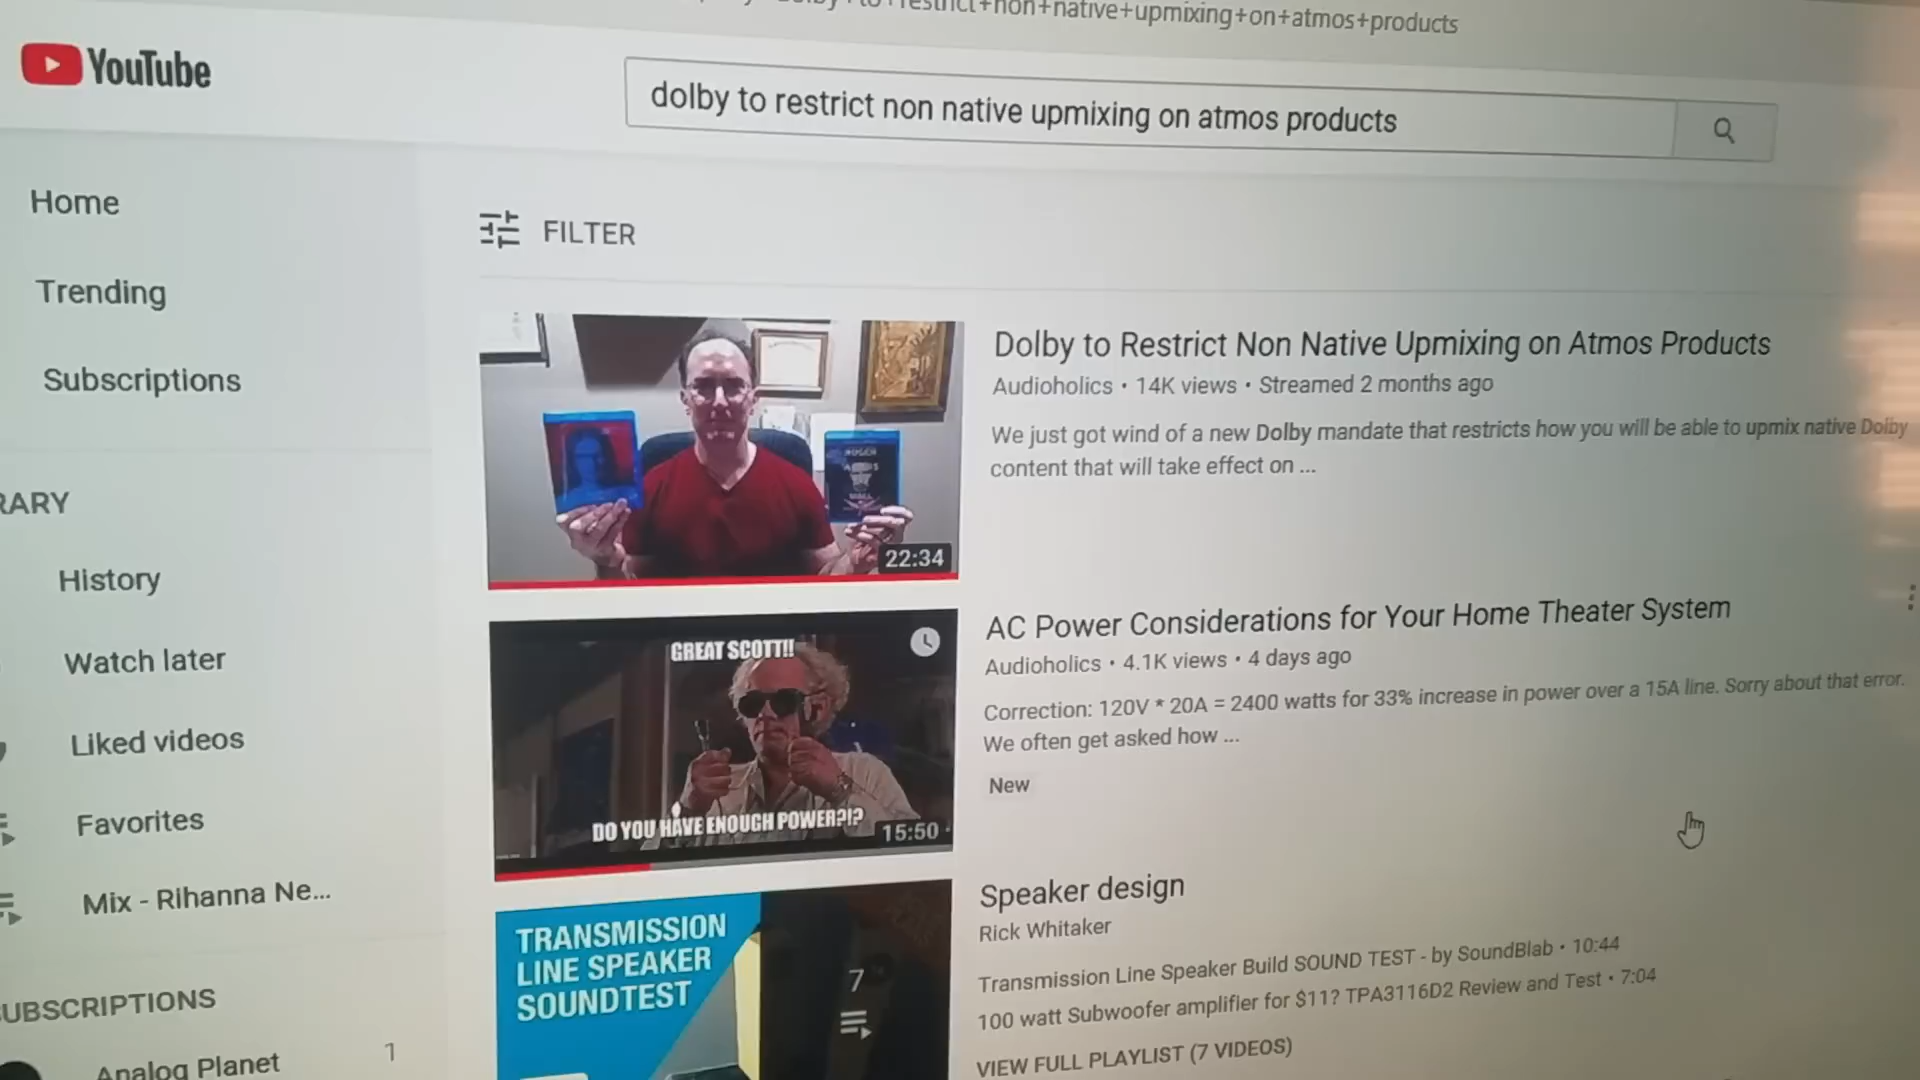 +non+native+upmixing+on+atmos+products
YouTube
dolby to restrict non native upmixing on atmos products
Home
Trending
Subscriptions
FILTER
22:34
Dolby to Restrict Non Native Upmixing on Atmos Products
Audioholics • 14K views • Streamed 2 months ago
We just got wind of a new Dolby mandate that restricts how you will be able to upmix native Dolby
content that will take effect on ...
RARY
History
Watch later
Liked videos
Favorites
Mix - Rihanna Ne...
GREAT SCOTT!!
DO YOU HAVE ENOUGH POWER?!?
15:50
AC Power Considerations for Your Home Theater System
Audioholics • 4.1K views • 4 days ago
Correction: 120V * 20A = 2400 watts for 33% increase in power over a 15A line. Sorry about that error.
We often get asked how ...
New
UBSCRIPTIONS
Analog Planet
1
TRANSMISSION
LINE SPEAKER
SOUNDTEST
7
Speaker design
Rick Whitaker
Transmission Line Speaker Build SOUND TEST - by SoundBlab • 10:44
100 watt Subwoofer amplifier for $11? TPA3116D2 Review and Test • 7:04
VIEW FULL PLAYLIST (7 VIDEOS)